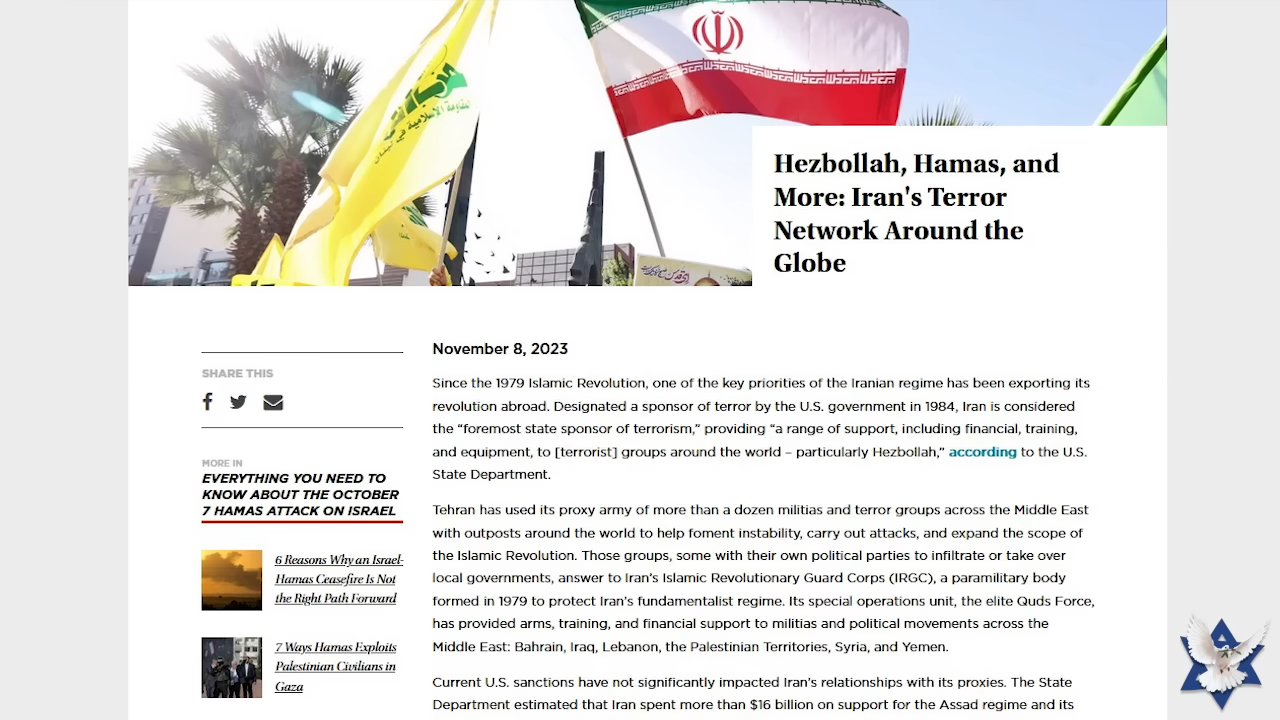 Hezbollah, Hamas, and
More: Iran's Terror
Network Around the
Globe
November 8, 2023
SHARE THIS
MORE IN
EVERYTHING YOU NEED TO
KNOW ABOUT THE OCTOBER
7 HAMAS ATTACK ON ISRAEL
6 Reasons Why an Israel-
Hamas Ceasefire Is Not
the Right Path Forward
7 Ways Hamas Exploits
Palestinian Civilians in
Gaza
Since the 1979 Islamic Revolution, one of the key priorities of the Iranian regime has been exporting its
revolution abroad. Designated a sponsor of terror by the U.S. government in 1984, Iran is considered
the “foremost state sponsor of terrorism,” providing “a range of support, including financial, training,
and equipment, to [terrorist] groups around the world – particularly Hezbollah,” according to the U.S.
State Department.
Tehran has used its proxy army of more than a dozen militias and terror groups across the Middle East
with outposts around the world to help foment instability, carry out attacks, and expand the scope of
the Islamic Revolution. Those groups, some with their own political parties to infiltrate or take over
local governments, answer to Iran’s Islamic Revolutionary Guard Corps (IRGC), a paramilitary body
formed in 1979 to protect Iran’s fundamentalist regime. Its special operations unit, the elite Quds Force,
has provided arms, training, and financial support to militias and political movements across the
Middle East: Bahrain, Iraq, Lebanon, the Palestinian Territories, Syria, and Yemen.
Current U.S. sanctions have not significantly impacted Iran’s relationships with its proxies. The State
Department estimated that Iran spent more than $16 billion on support for the Assad regime and its